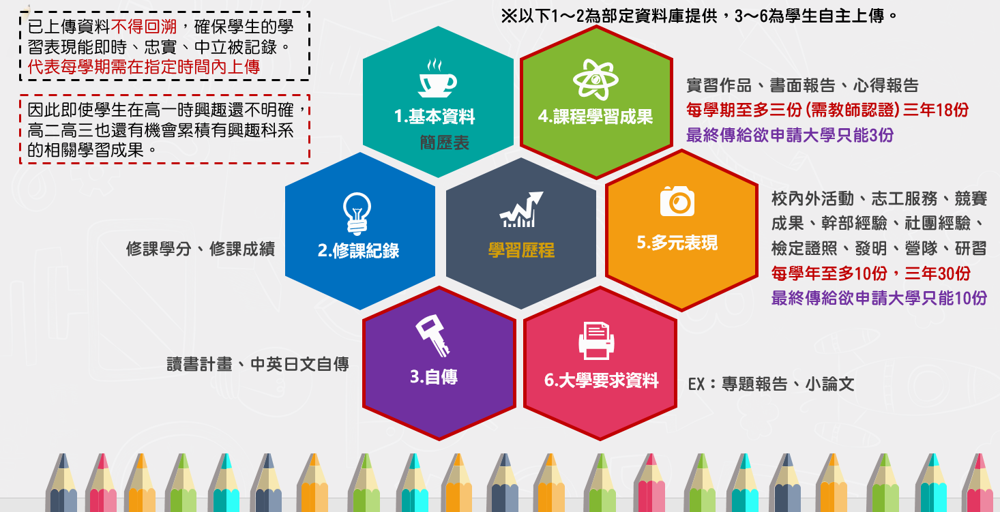 ※以下1～2為部定資料庫提供，3～6為學生自主上傳。
已上傳資料不得回溯，確保學生的學
習表現能即時、忠實、中立被記錄。
代表每學期需在指定時間內上傳
因此即使學生在高一時興趣還不明確，
高二高三也還有機會累積有興趣科系
的相關學習成果。
1.基本資料
簡歷表
4.課程學習成果
實習作品、書面報告、心得報告
每學期至多三份(需教師認證)三年18份
最終傳給欲申請大學只能3份
修課學分、修課成績
2.修課紀錄
學習歷程
5.多元表現
校內外活動、志工服務、競賽
成果、幹部經驗、社團經驗、
檢定證照、發明、營隊、研習
每學年至多10份，三年30份
最終傳給欲申請大學只能10份
讀書計畫、中英日文自傳
3.自傳
6.大學要求資料
EX：專題報告、小論文